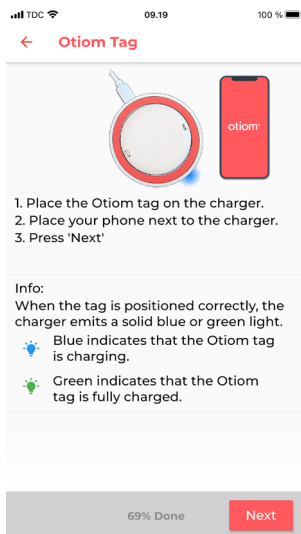 TDC 09.19 100 %
Otiom Tag
otiom
1. Place the Otiom tag on the charger.
2. Place your phone next to the charger.
3. Press 'Next'
Info:
When the tag is positioned correctly, the
charger emits a solid blue or green light.
Blue indicates that the Otiom tag
is charging.
Green indicates that the Otiom
tag is fully charged.
69% Done
Next